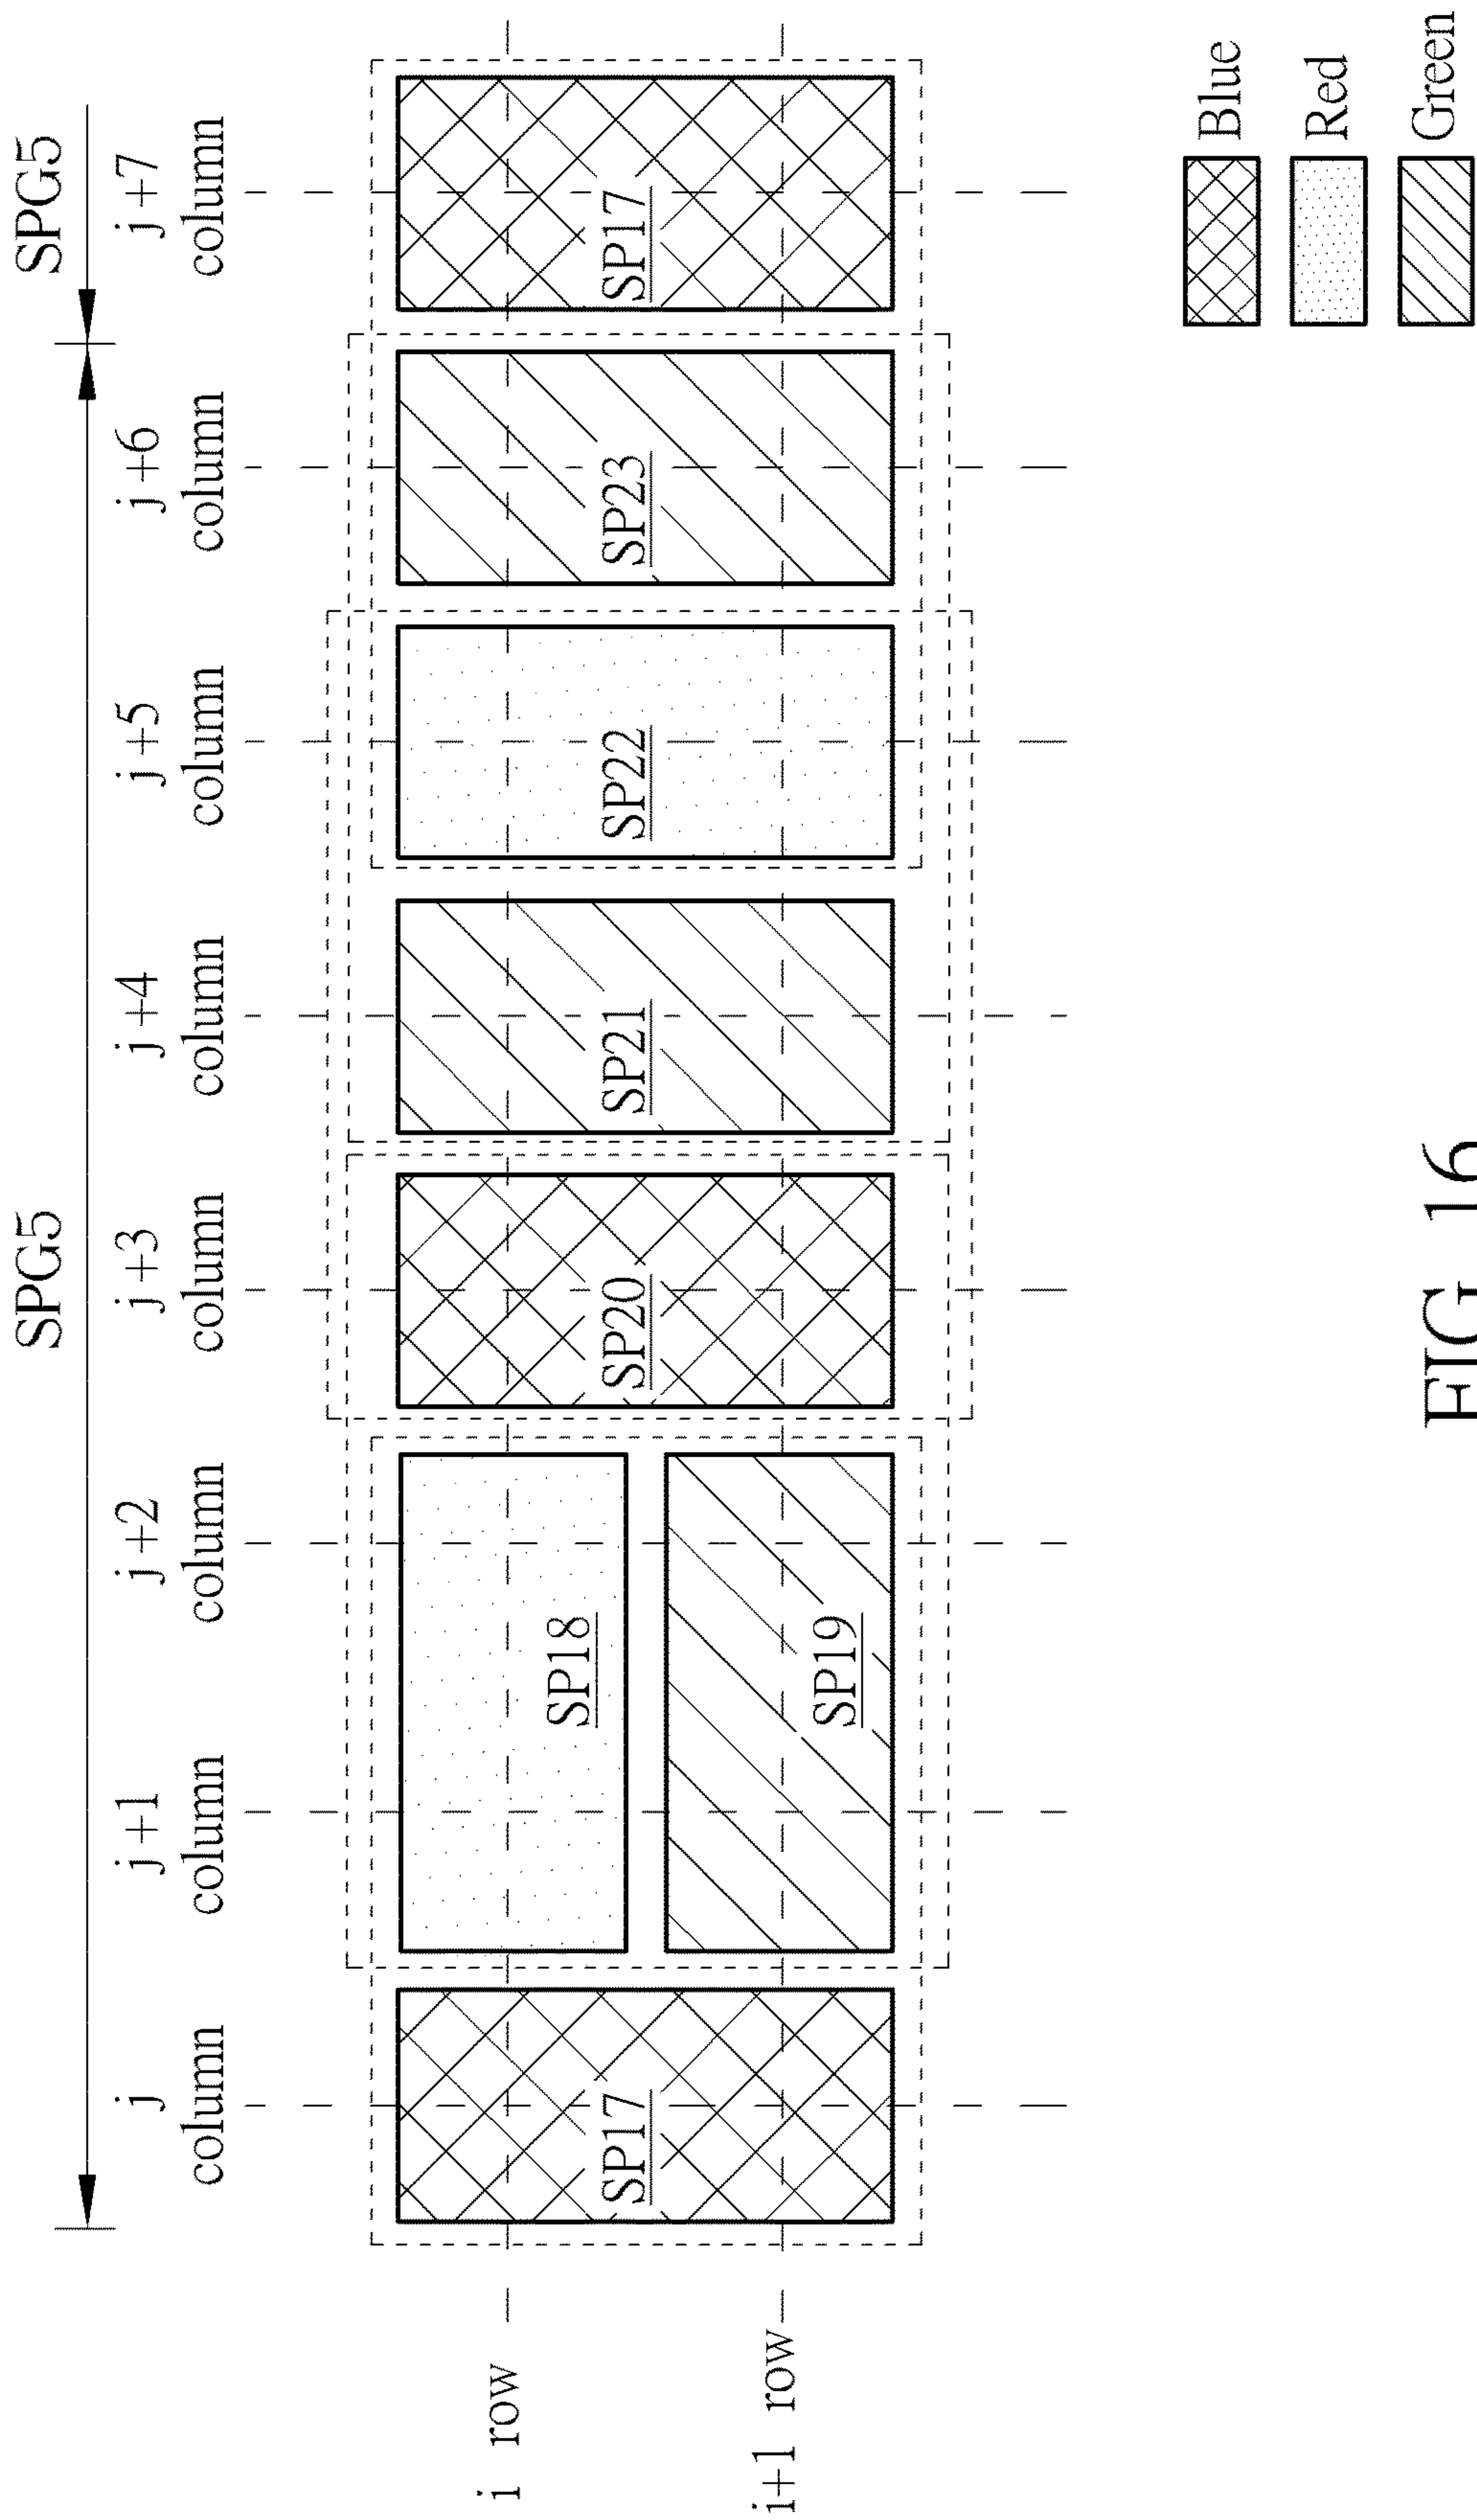 SPG5 SPG5
j j+1 j+2 j+3 j+4 j+5 j+6 j+7
column column column column column column column column
i row
SP17 SP18 SP20 SP21 SP22 SP23 SP17
i+1 row
SP19
Blue
Red
Green
FIG. 16